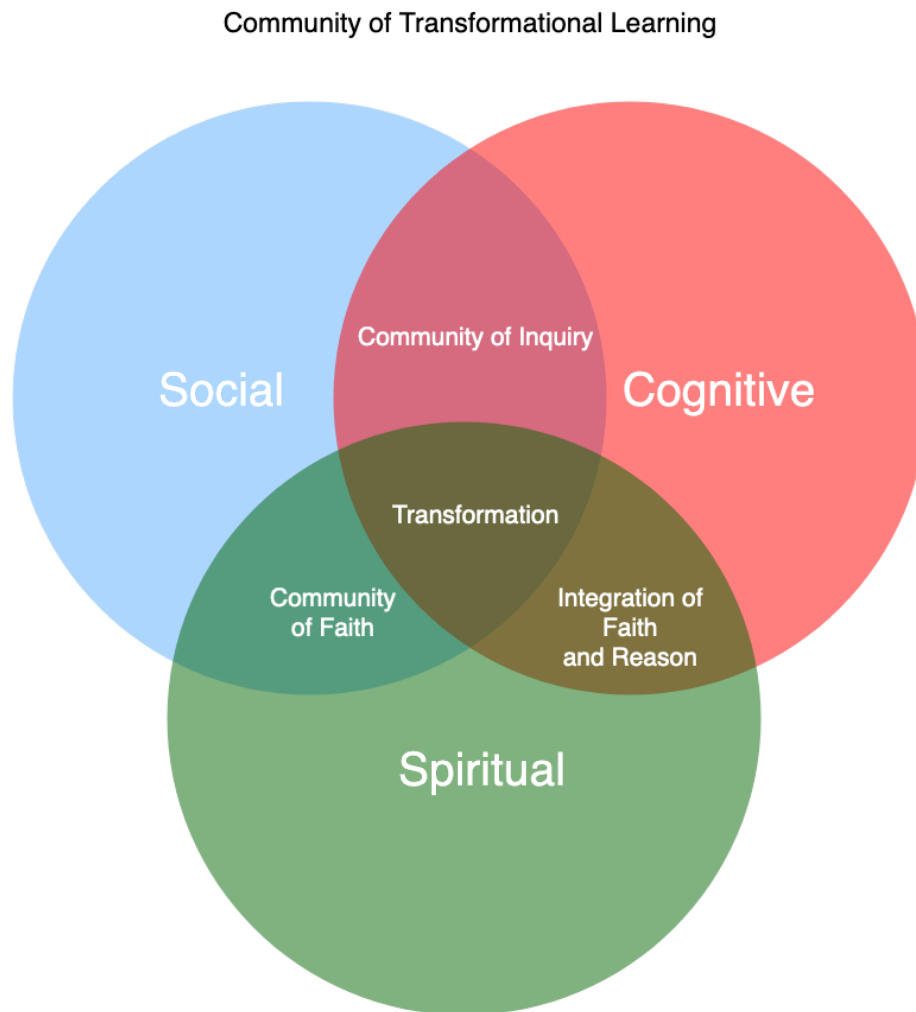 Community of Transformational Learning
Community of Inquiry
Social
Cognitive
Transformation
Community
of Faith
Integration of
Faith
and Reason
Spiritual